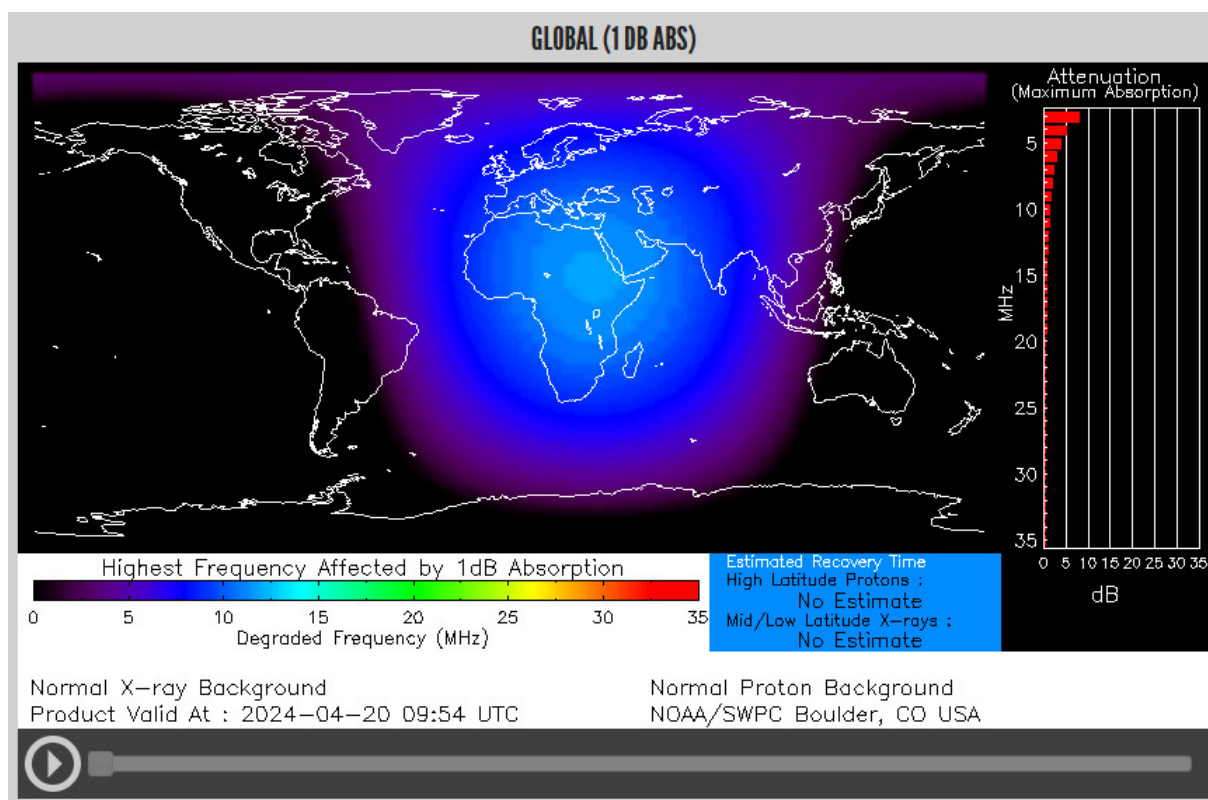 GLOBAL (1 DB ABS)
Attenuation
(Maximum Absorption)
5
10
15
20
25
30
35
MHz
0 5 10 15 20 25 30 35
dB
Highest Frequency Affected by 1dB Absorption
0 5 10 15 20 25 30 35
Degraded Frequency (MHz)
Estimated Recovery Time
High Latitude Protons :
No Estimate
Mid/Low Latitude X-rays :
No Estimate
Normal X-ray Background
Product Valid At : 2024-04-20 09:54 UTC
Normal Proton Background
NOAA/SWPC Boulder, CO USA